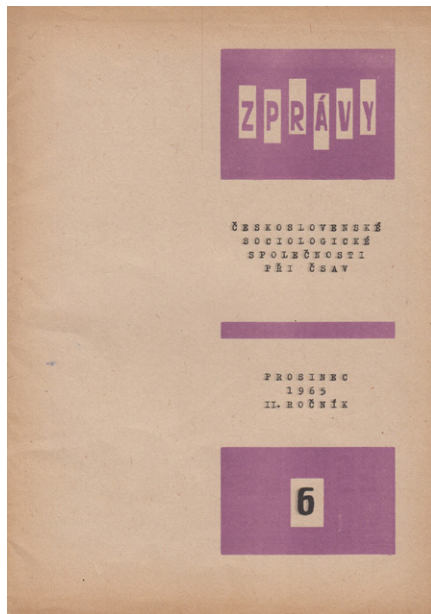 ZPRÁVY
ČESKOSLOVENSKÉ
SOCIOLOGICKÉ
SPOLEČNOSTI
PŘI ČSAV
PROSINEC
1965
II. ROČNÍK
6